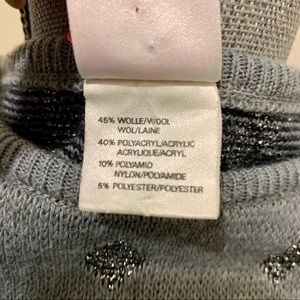 45% WOLLE/WOOL
WOL/LAINE
40% POLYACRYL/ACRYLIC
ACRYLIQUE/ACRYL
10% POLYAMID
NYLON/POLYAMIDE
5% POLYESTER/POLYESTER